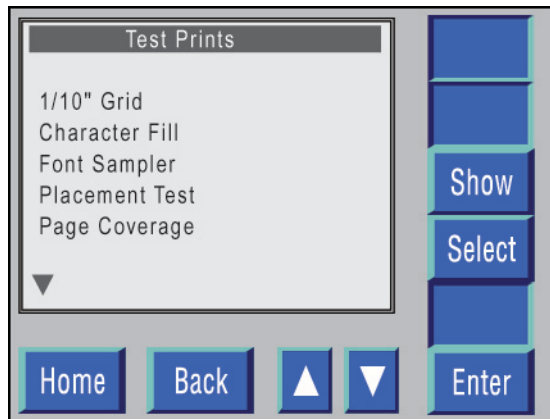 Test Prints
1/10" Grid
Character Fill
Font Sampler
Placement Test
Page Coverage
Show
Select
Home
Back
Enter